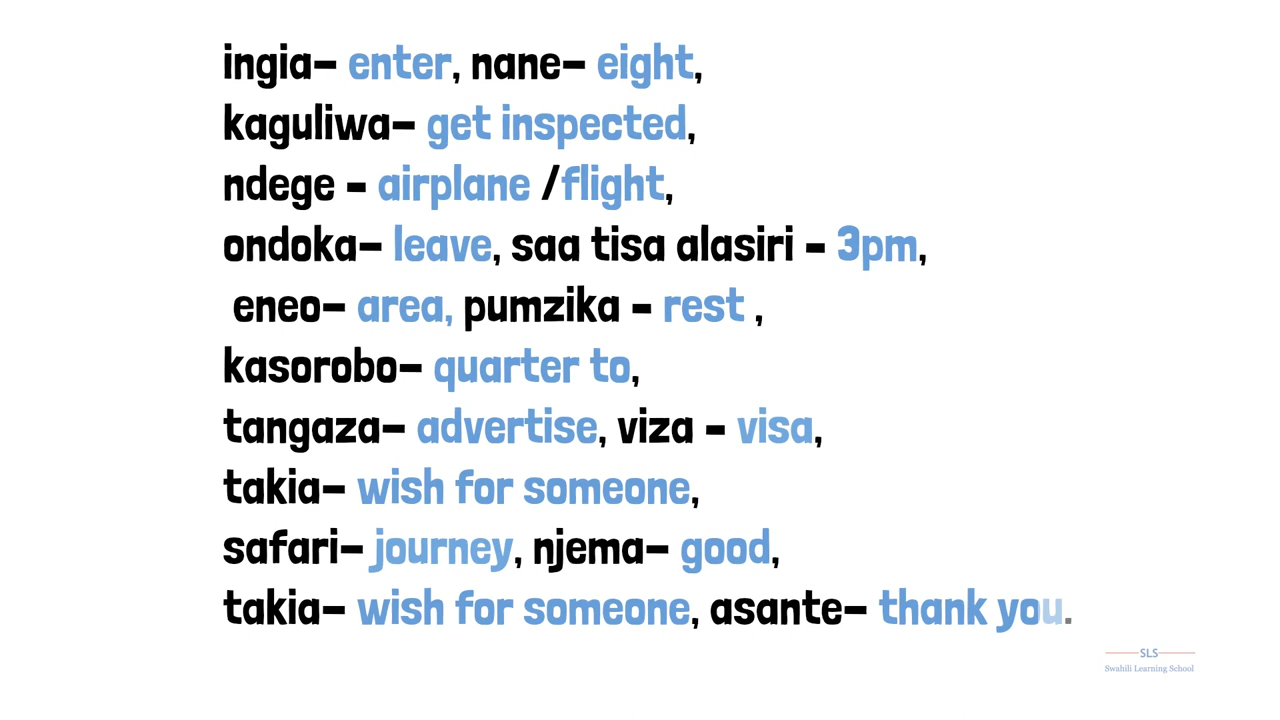 ingia- enter, nane- eight,
kaguliwa- get inspected,
ndege - airplane /flight,
ondoka- leave, saa tisa alasiri - 3pm,
eneo- area, pumzika - rest ,
kasorobo- quarter to,
tangaza- advertise, viza - visa,
takia- wish for someone,
safari- journey, njema- good,
takia- wish for someone, asante- thank you.
SLS
Swahili Learning School